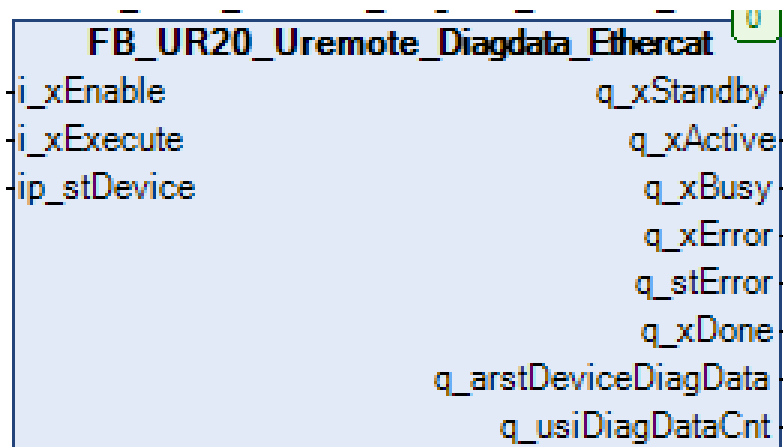 0
FB_UR20_Uremote_Diagdata_Ethercat
i_xEnable q_xStandby
i_xExecute q_xActive
ip_stDevice q_xBusy
q_xError
q_stError
q_xDone
q_arstDeviceDiagData
q_usiDiagDataCnt